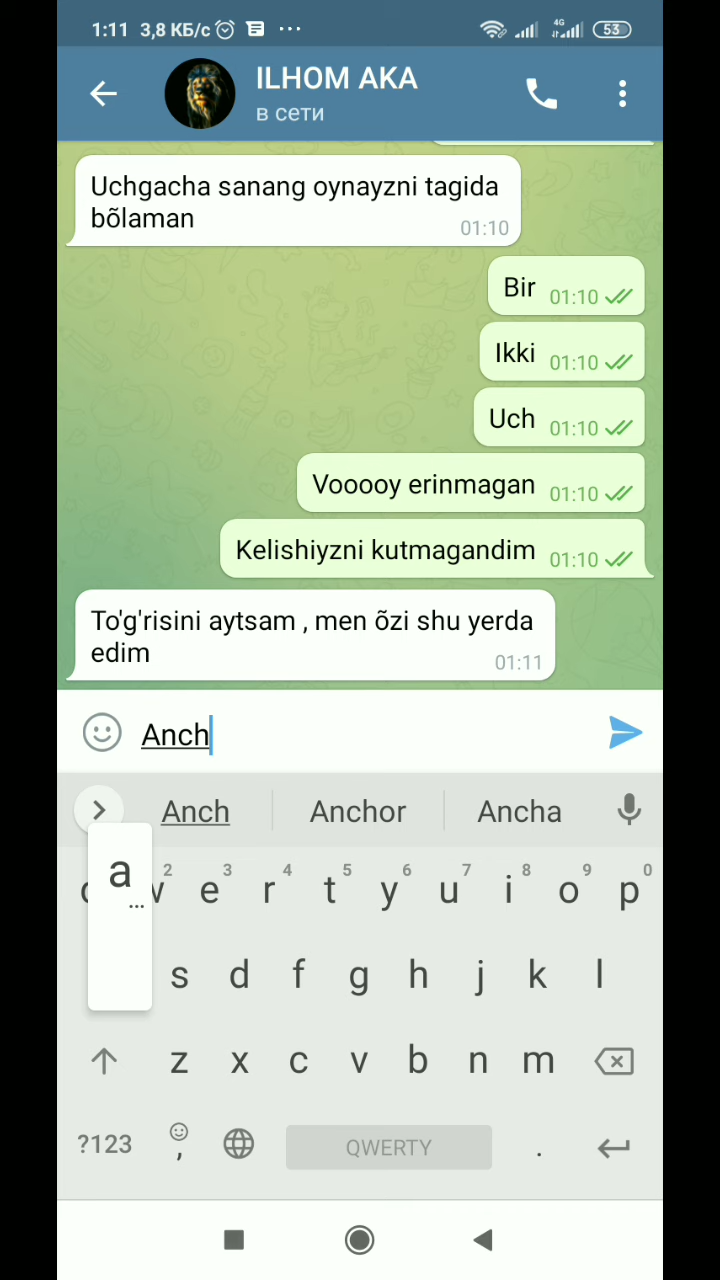 1:11 3,8 КБ/с ... 4G 53
ILHOM AKA
в сети
Uchgacha sanang oynayzni tagida
bõlaman
01:10
Bir 01:10
Ikki 01:10
Uch 01:10
Vooooy erinmagan 01:10
Kelishiyzni kutmagandim 01:10
To'g'risini aytsam , men õzi shu yerda
edim
01:11
Anch
Anch Anchor Ancha
a
...
w 2 e 3 r 4 t 5 y 6 u 7 i 8 o 9 p 0
s d f g h j k l
z x c v b n m
?123 , QWERTY .